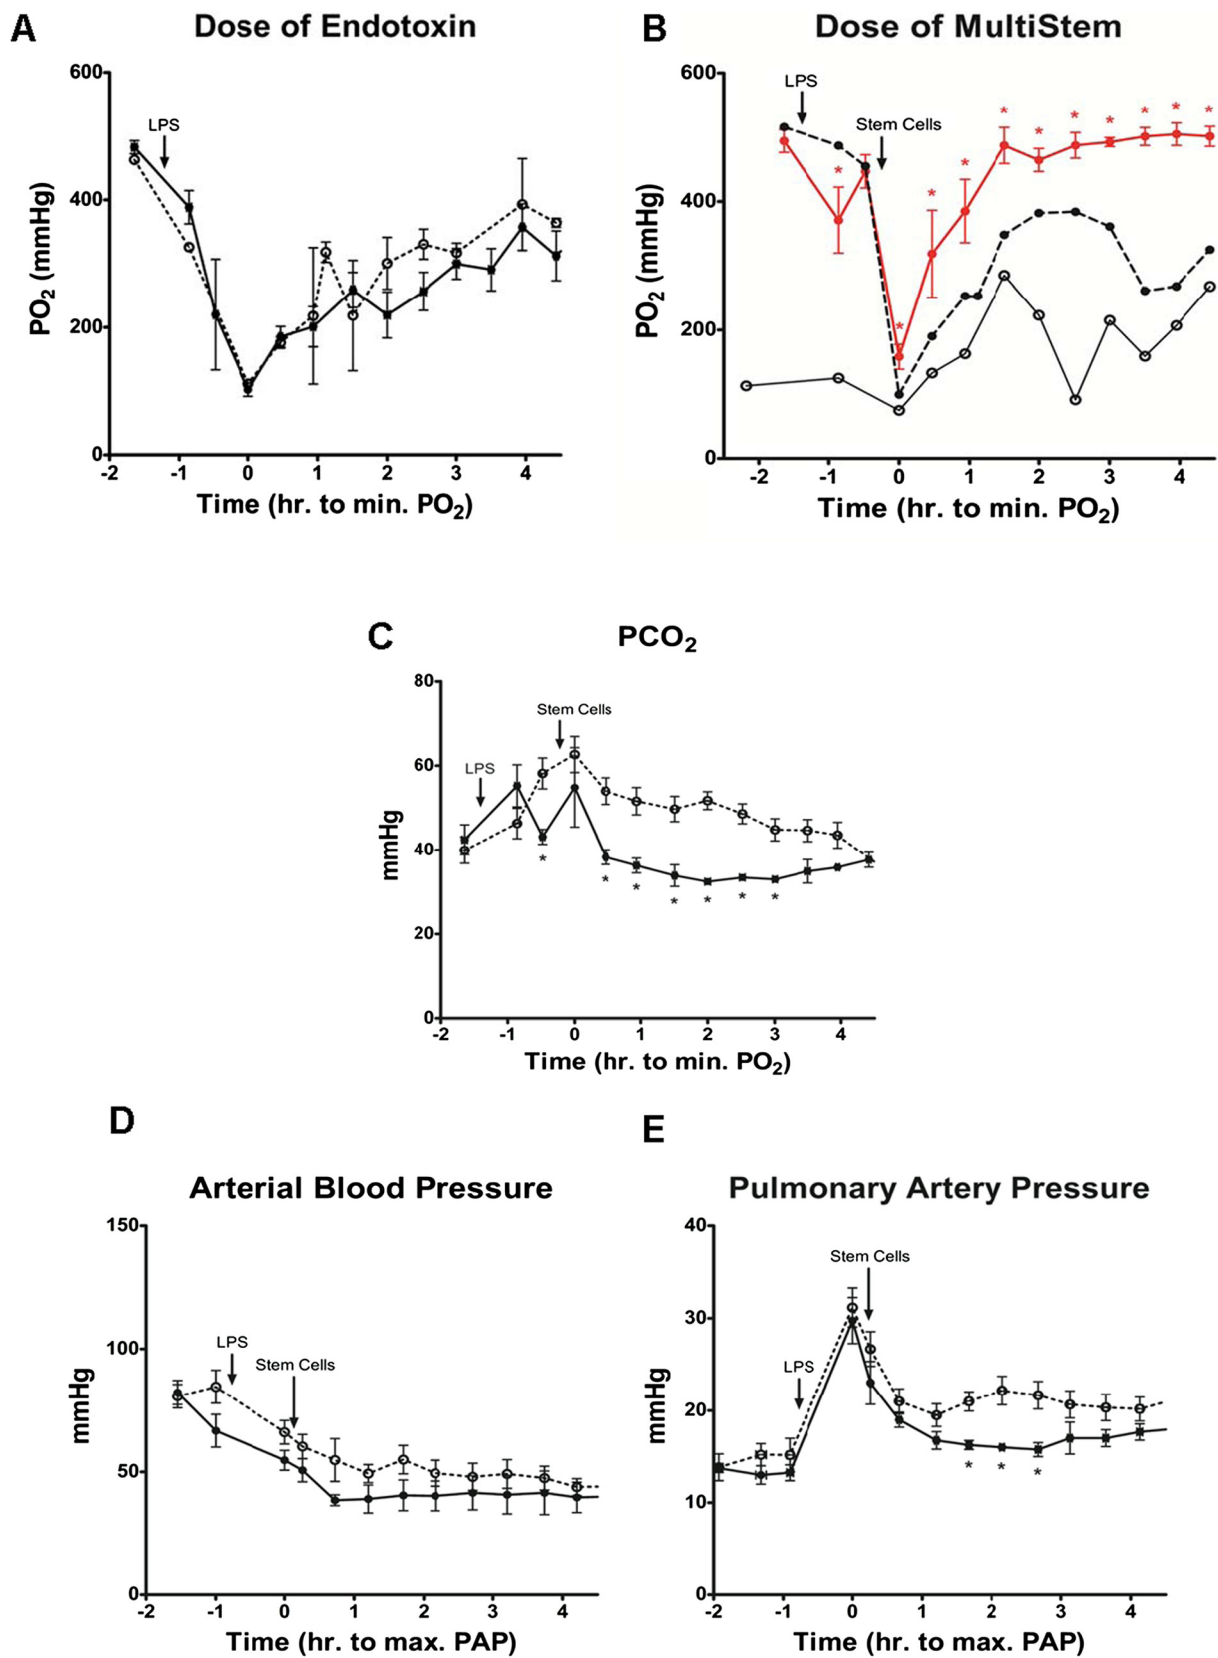 A
Dose of Endotoxin
600
LPS
400
PO2 (mmHg)
200
0
-2 -1 0 1 2 3 4
Time (hr. to min. PO2)
B
Dose of MultiStem
600
LPS
Stem Cells
* * * * * * * * * * *
400
PO2 (mmHg)
200
0
-2 -1 0 1 2 3 4
Time (hr. to min. PO2)
C
PCO2
80
Stem Cells
60
LPS
40
mmHg
* * * * * * *
20
0
-2 -1 0 1 2 3 4
Time (hr. to min. PO2)
D
Arterial Blood Pressure
150
LPS
100
Stem Cells
mmHg
50
0
-2 -1 0 1 2 3 4
Time (hr. to max. PAP)
E
Pulmonary Artery Pressure
40
Stem Cells
30
LPS
mmHg
20
* * *
10
0
-2 -1 0 1 2 3 4
Time (hr. to max. PAP)